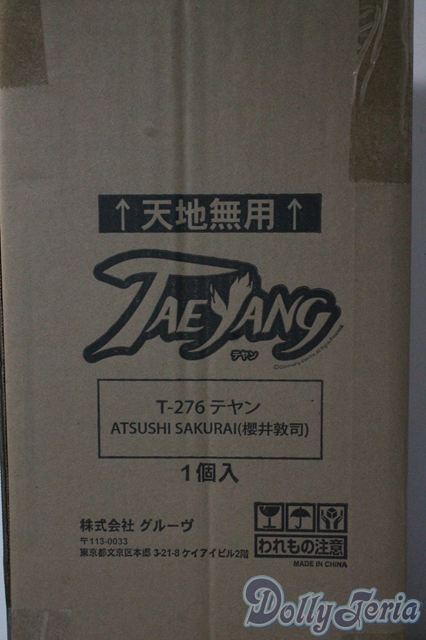 ↑天地無用↑
TAEYANG
テヤン
T-276 テヤン
ATSUSHI SAKURAI(櫻井敦司)
1個入
株式会社 グルーヴ
〒113-0033
東京都文京区本郷 3-21-8 ケイアイビル2階
われもの注意
MADE IN CHINA
DollyTeria